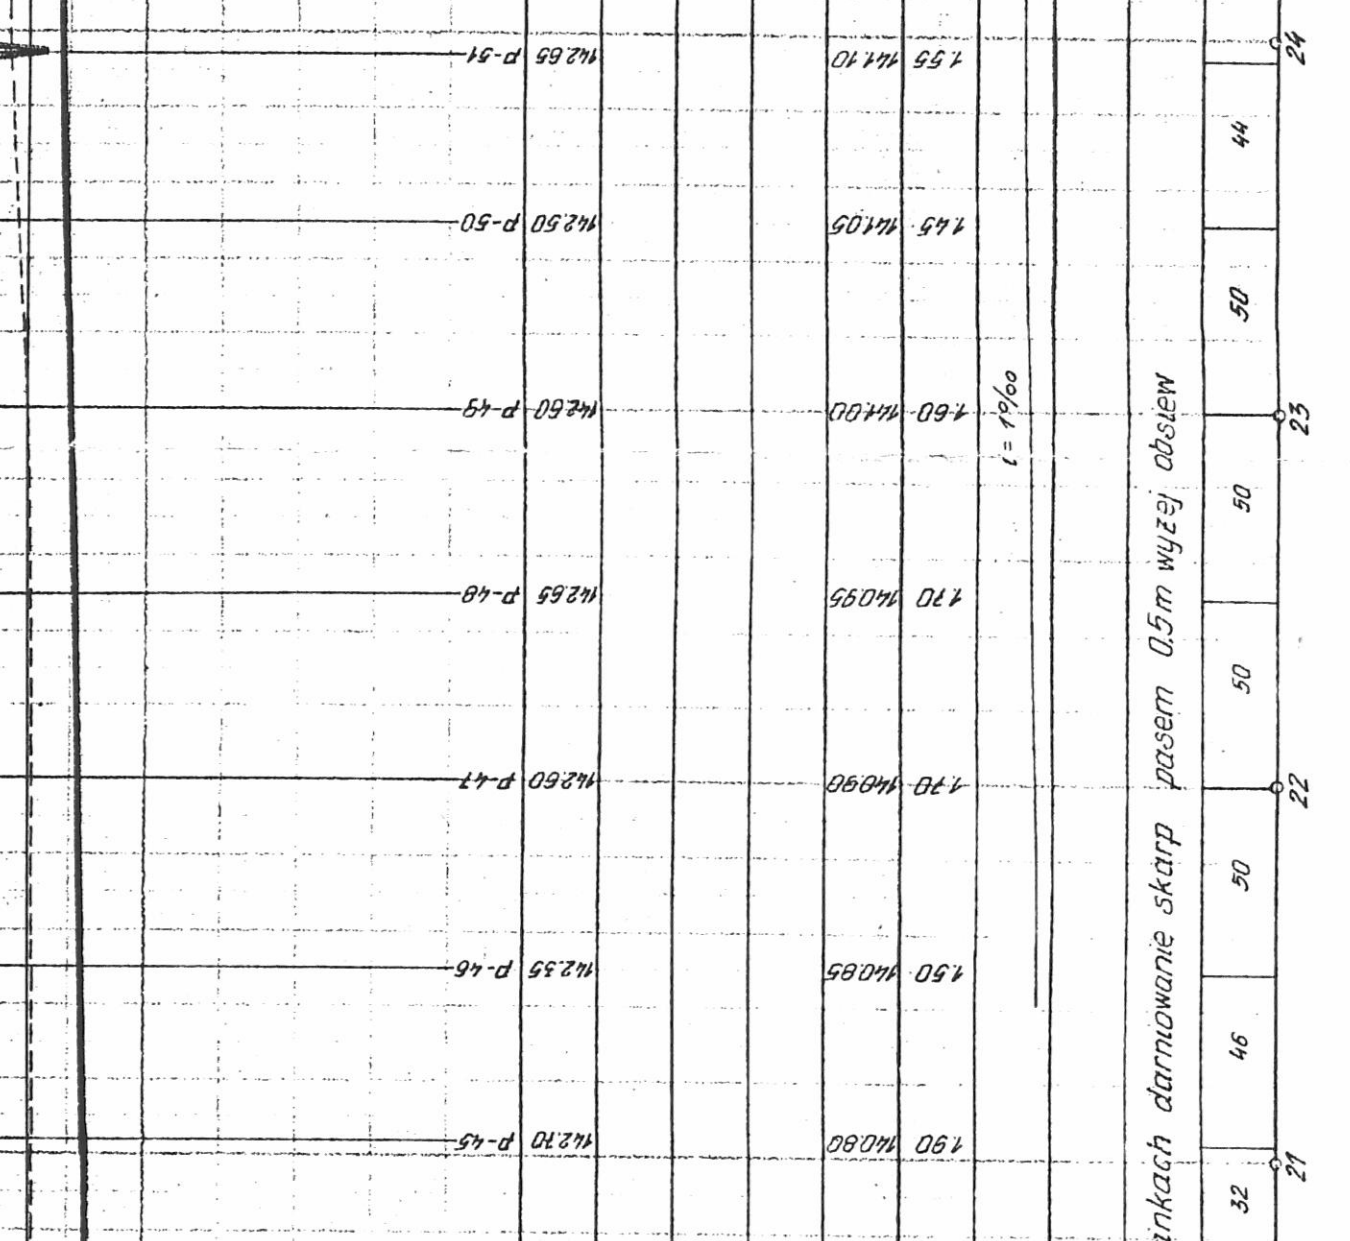 P-51 142.65 141.10 1.55
P-50 142.50 141.05 1.45
P-49 142.60 141.00 1.60
P-48 142.65 140.95 1.70
P-47 142.60 140.90 1.70
P-46 142.35 140.85 1.50
P-45 142.70 140.80 1.90
i = 1‰
inkach darniowanie skarp pasem 0.5m wyżej obsiew
32
46
50
50
50
50
44
21
22
23
24